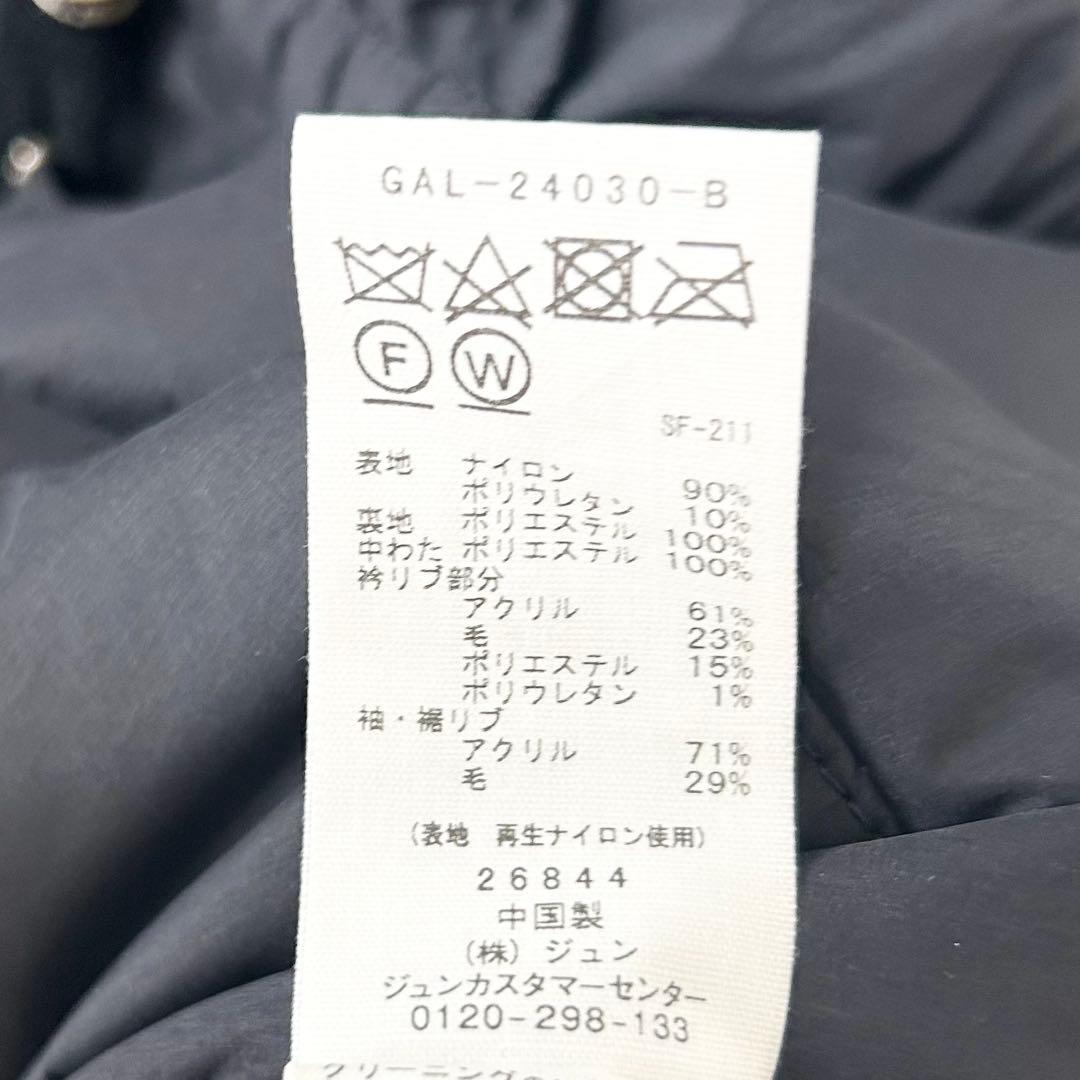 GAL-24030-B
F W
SF-211
表地 ナイロン 90%
ポリウレタン 10%
裏地 ポリエステル 100%
中わた ポリエステル 100%
衿リブ部分
アクリル 61%
毛 23%
ポリエステル 15%
ポリウレタン 1%
袖・裾リブ
アクリル 71%
毛 29%
(表地 再生ナイロン使用)
26844
中国製
(株) ジュン
ジュンカスタマーセンター
0120-298-133